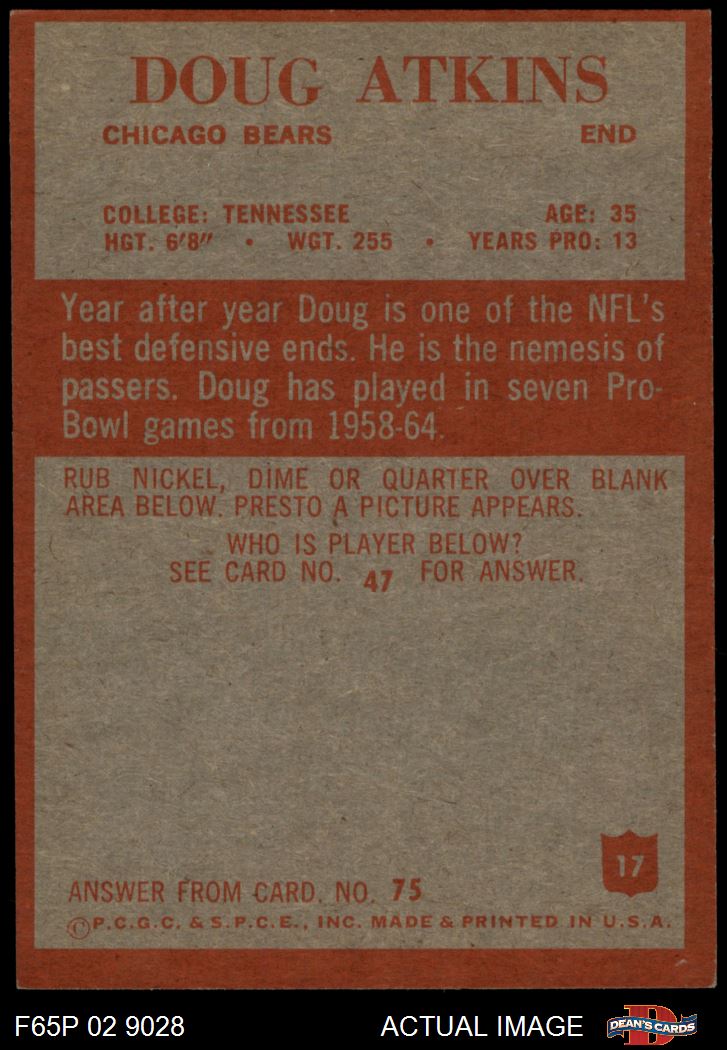 DOUG ATKINS
CHICAGO BEARS END
COLLEGE: TENNESSEE AGE: 35
HGT. 6'8" • WGT. 255 • YEARS PRO: 13
Year after year Doug is one of the NFL's
best defensive ends. He is the nemesis of
passers. Doug has played in seven Pro-
Bowl games from 1958-64.
RUB NICKEL, DIME OR QUARTER OVER BLANK
AREA BELOW. PRESTO A PICTURE APPEARS.
WHO IS PLAYER BELOW?
SEE CARD NO. 47 FOR ANSWER.
17
ANSWER FROM CARD. NO. 75
©P.C.G.C. & S.P.C.E., INC. MADE & PRINTED IN U.S.A.
F65P 02 9028 ACTUAL IMAGE D DEAN'S CARDS